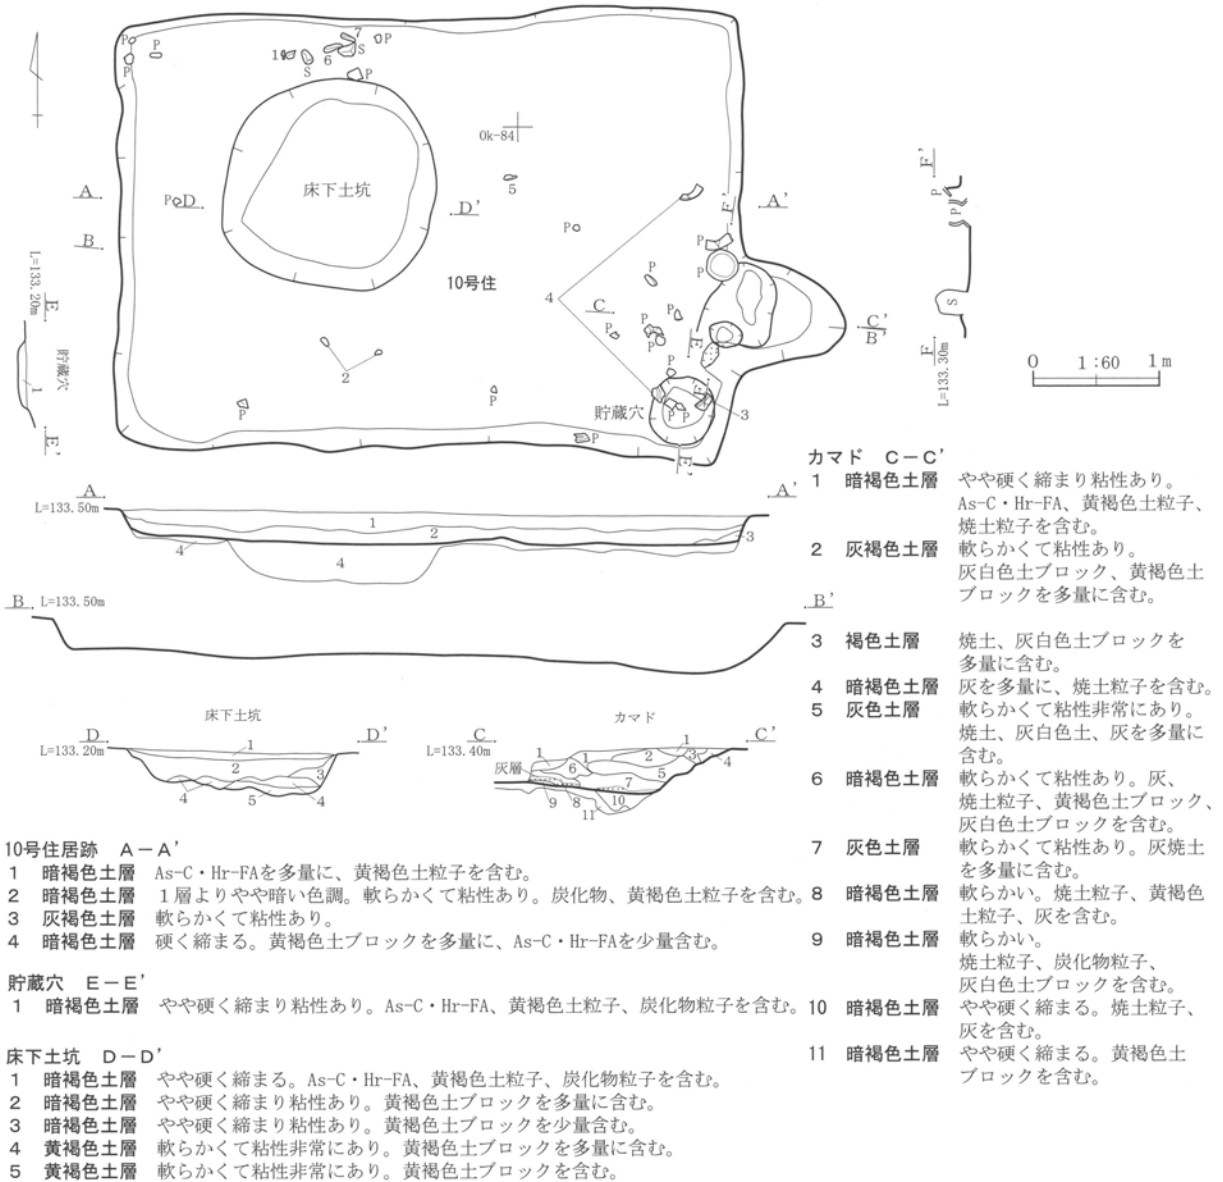 P
P
P
1
S
6
7
S
P
P
0k-84
5
床下土坑
A
P
D
D'
F'
A'
B
P
P
10号住
4
C
P
P
P
P
P
E
C'
B'
2
P
P
貯蔵穴
P
P
F
3
P
E'
L=133.20m
E
貯蔵穴
1
E'
F'
P
P
S
F
L=133.30m
0 1:60 1m
A A'
L=133.50m
1
2
3
4
4
B L=133.50m B'
床下土坑
D D'
L=133.20m
1
2
3
4 5 4
カマド
C C'
L=133.40m
灰層
1 6 1 2 1 3 4
5
7
9 8 10
11
カマド C－C'
1 暗褐色土層 やや硬く締まり粘性あり。
As-C・Hr-FA、黄褐色土粒子、
焼土粒子を含む。
2 灰褐色土層 軟らかくて粘性あり。
灰白色土ブロック、黄褐色土
ブロックを多量に含む。
3 褐色土層 焼土、灰白色土ブロックを
多量に含む。
4 暗褐色土層 灰を多量に、焼土粒子を含む。
5 灰色土層 軟らかくて粘性非常にあり。
焼土、灰白色土、灰を多量に
含む。
6 暗褐色土層 軟らかくて粘性あり。灰、
焼土粒子、黄褐色土ブロック、
灰白色土ブロックを含む。
7 灰色土層 軟らかくて粘性あり。灰焼土
を多量に含む。
8 暗褐色土層 軟らかい。焼土粒子、黄褐色
土粒子、灰を含む。
9 暗褐色土層 軟らかい。
焼土粒子、炭化物粒子、
灰白色土ブロックを含む。
10 暗褐色土層 やや硬く締まる。焼土粒子、
灰を含む。
11 暗褐色土層 やや硬く締まる。黄褐色土
ブロックを含む。
10号住居跡 A－A'
1 暗褐色土層 As-C・Hr-FAを多量に、黄褐色土粒子を含む。
2 暗褐色土層 1層よりやや暗い色調。軟らかくて粘性あり。炭化物、黄褐色土粒子を含む。
3 灰褐色土層 軟らかくて粘性あり。
4 暗褐色土層 硬く締まる。黄褐色土ブロックを多量に、As-C・Hr-FAを少量含む。
貯蔵穴 E－E'
1 暗褐色土層 やや硬く締まり粘性あり。As-C・Hr-FA、黄褐色土粒子、炭化物粒子を含む。
床下土坑 D－D'
1 暗褐色土層 やや硬く締まる。As-C・Hr-FA、黄褐色土粒子、炭化物粒子を含む。
2 暗褐色土層 やや硬く締まり粘性あり。黄褐色土ブロックを多量に含む。
3 暗褐色土層 やや硬く締まり粘性あり。黄褐色土ブロックを少量含む。
4 黄褐色土層 軟らかくて粘性非常にあり。黄褐色土ブロックを多量に含む。
5 黄褐色土層 軟らかくて粘性非常にあり。黄褐色土ブロックを含む。